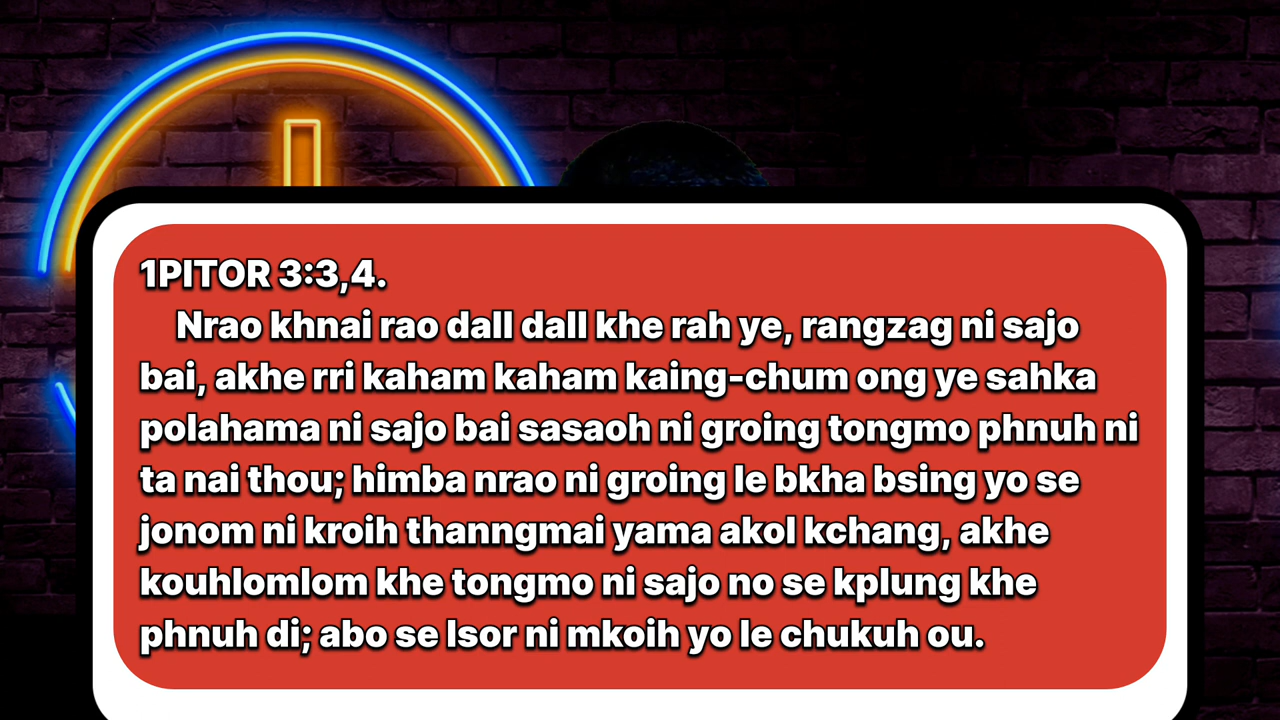 1PITOR 3:3,4.
Nrao khnai rao dall dall khe rah ye, rangzag ni sajo
bai, akhe rri kaham kaham kaing-chum ong ye sahka
polahama ni sajo bai sasaoh ni groing tongmo phnuh ni
ta nai thou; himba nrao ni groing le bkha bsing yo se
jonom ni kroih thanngmai yama akol kchang, akhe
kouhlomlom khe tongmo ni sajo no se kplung khe
phnuh di; abo se lsor ni mkoih yo le chukuh ou.